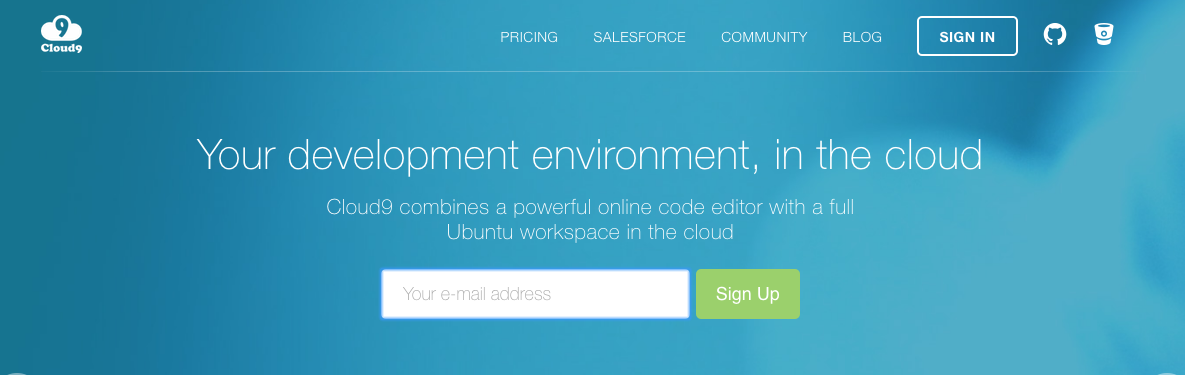 9
Cloud9
PRICING
SALESFORCE
COMMUNITY
BLOG
SIGN IN
Your development environment, in the cloud
Cloud9 combines a powerful online code editor with a full
Ubuntu workspace in the cloud
Your e-mail address
Sign Up